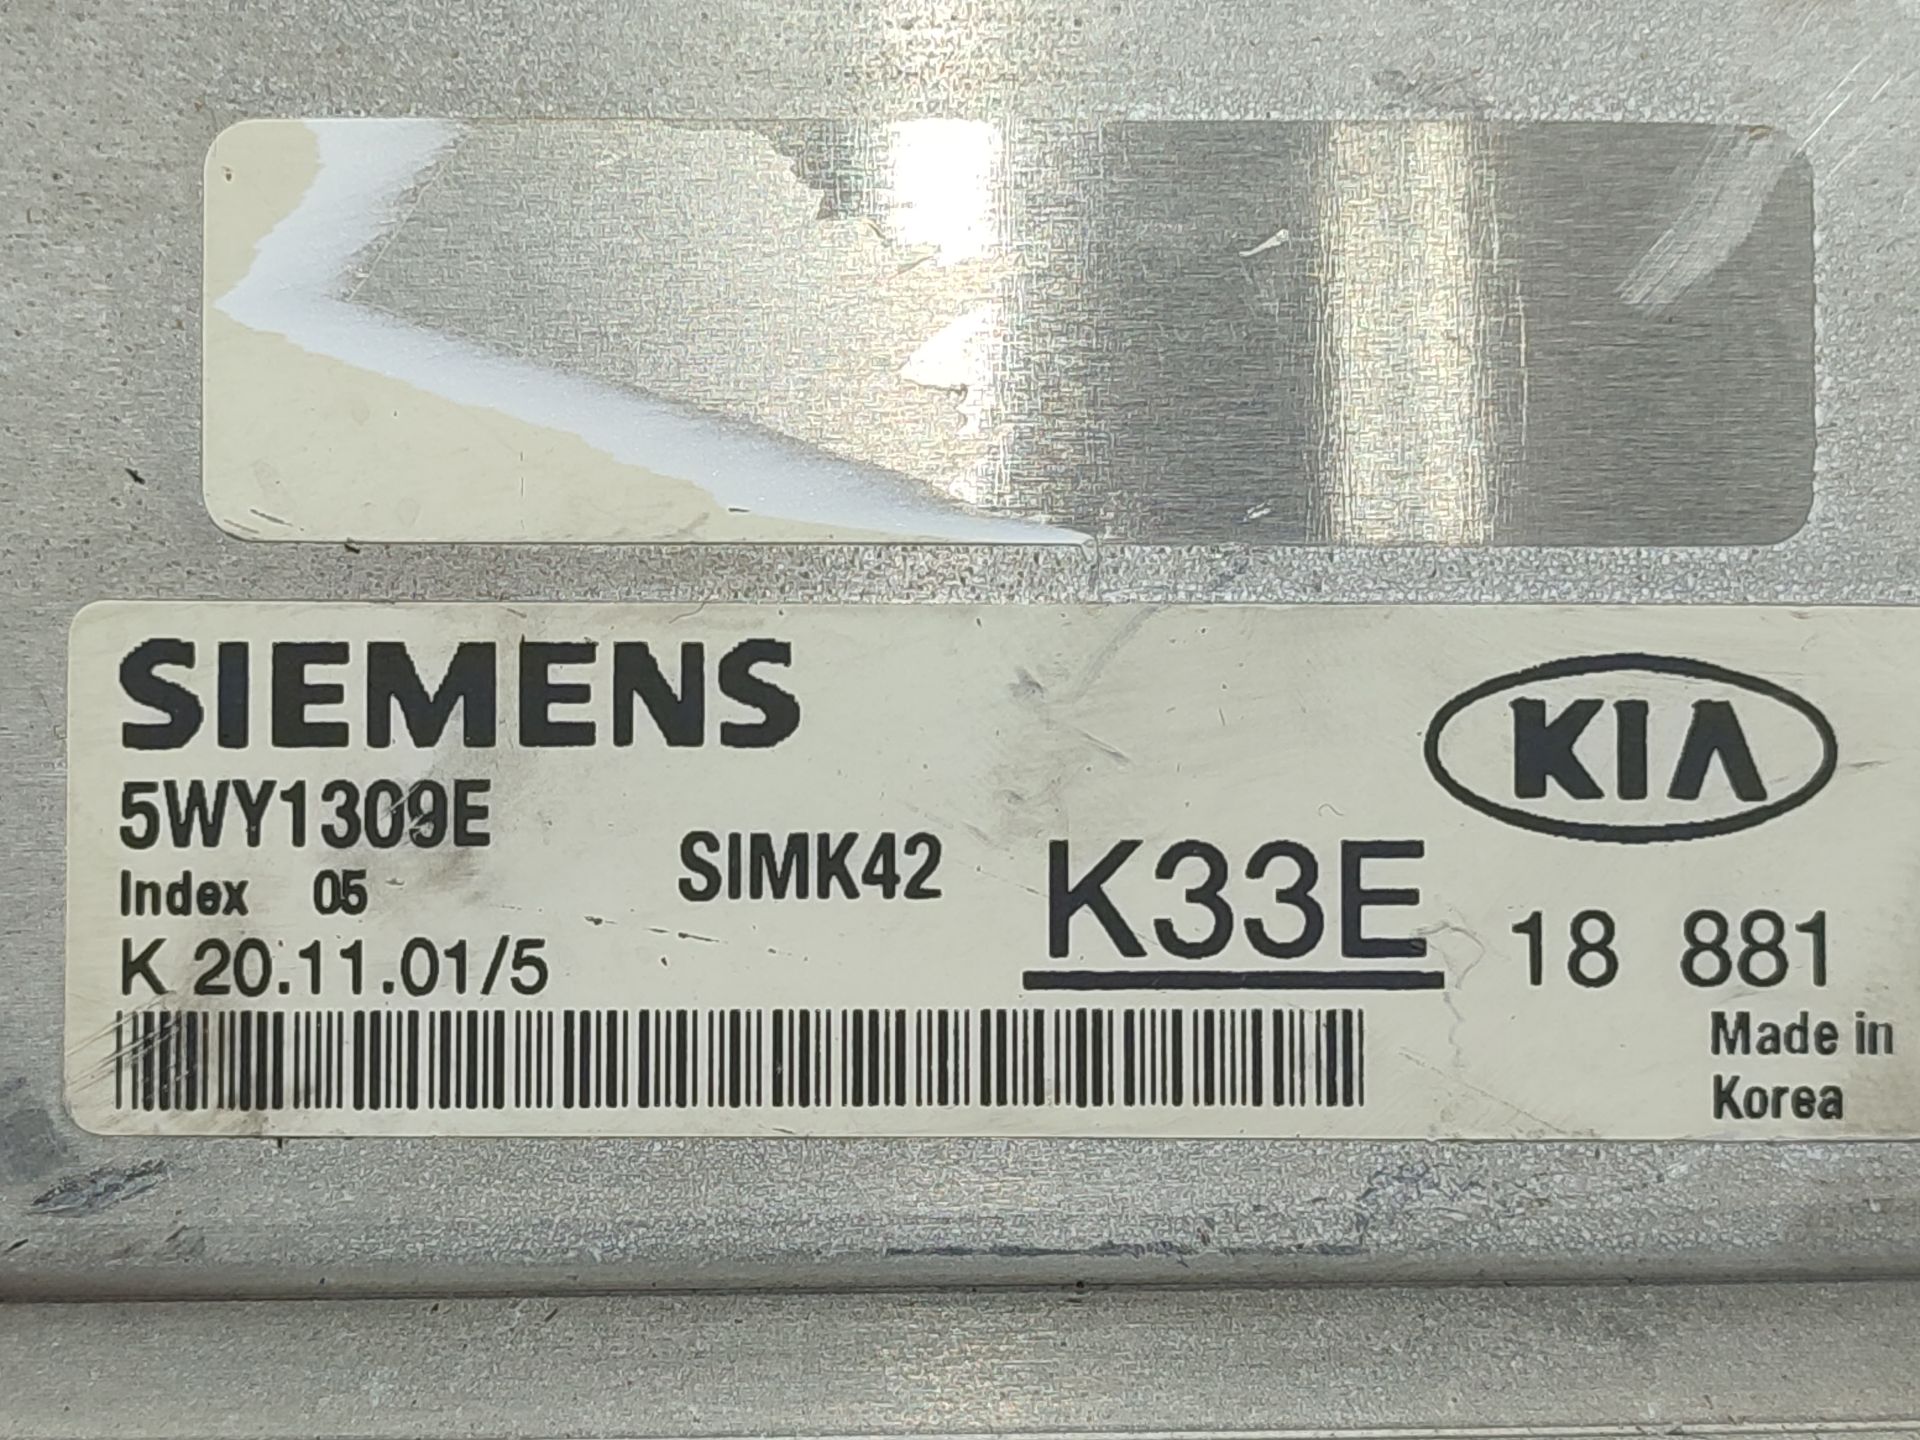 SIEMENS
KIA
5WY1309E
SIMK42
K33E
Index 05
18 881
K 20.11.01/5
Made in
Korea